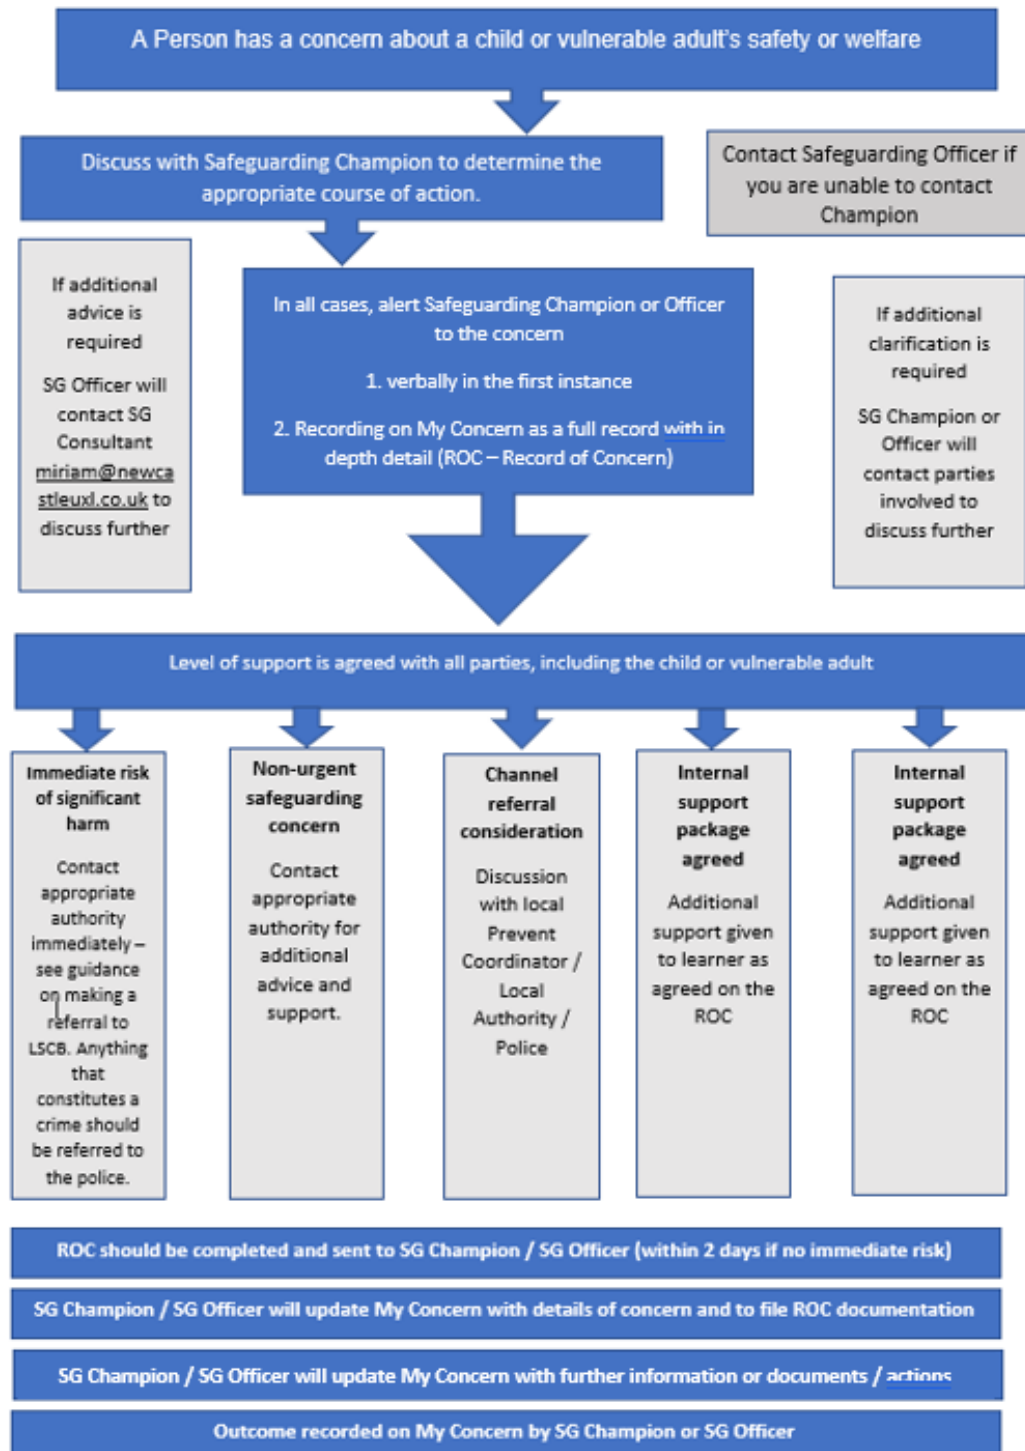 A Person has a concern about a child or vulnerable adult's safety or welfare
Discuss with Safeguarding Champion to determine the
appropriate course of action.
Contact Safeguarding Officer if
you are unable to contact
Champion
If additional
advice is
required
SG Officer will
contact SG
Consultant
miriam@newca
stleuxl.co.uk to
discuss further
In all cases, alert Safeguarding Champion or Officer
to the concern
1. verbally in the first instance
2. Recording on My Concern as a full record with in
depth detail (ROC – Record of Concern)
If additional
clarification is
required
SG Champion or
Officer will
contact parties
involved to
discuss further
Level of support is agreed with all parties, including the child or vulnerable adult
Immediate risk
of significant
harm
Contact
appropriate
authority
immediately –
see guidance
on making a
referral to
LSCB. Anything
that
constitutes a
crime should
be referred to
the police.
Non-urgent
safeguarding
concern
Contact
appropriate
authority for
additional
advice and
support.
Channel
referral
consideration
Discussion
with local
Prevent
Coordinator /
Local
Authority /
Police
Internal
support
package
agreed
Additional
support given
to learner as
agreed on the
ROC
Internal
support
package
agreed
Additional
support given
to learner as
agreed on the
ROC
ROC should be completed and sent to SG Champion / SG Officer (within 2 days if no immediate risk)
SG Champion / SG Officer will update My Concern with details of concern and to file ROC documentation
SG Champion / SG Officer will update My Concern with further information or documents / actions
Outcome recorded on My Concern by SG Champion or SG Officer